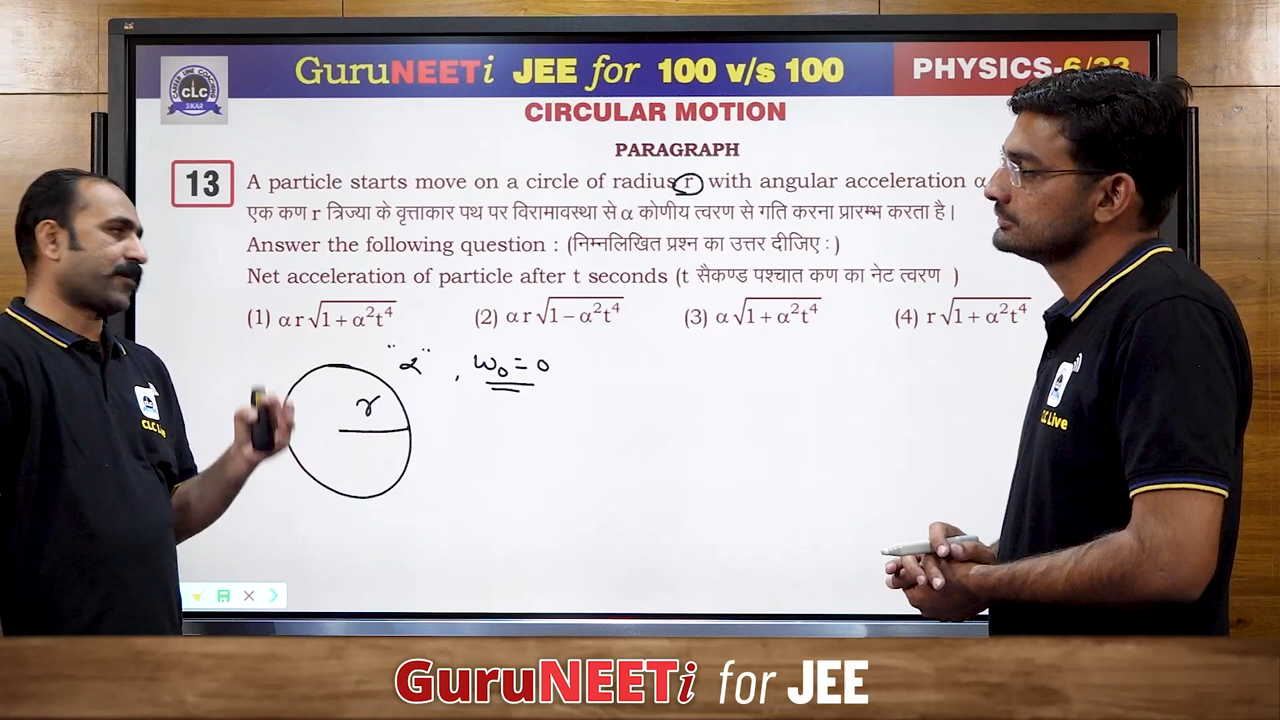 GuruNEETi JEE for 100 v/s 100
PHYSICS-6/33
CAREER LINE COACHING
CLC
SIKAR
CIRCULAR MOTION
PARAGRAPH
13 A particle starts move on a circle of radius r with angular acceleration α
एक कण r त्रिज्या के वृत्ताकार पथ पर विरामावस्था से α कोणीय त्वरण से गति करना प्रारम्भ करता है।
Answer the following question : (निम्नलिखित प्रश्न का उत्तर दीजिए :)
Net acceleration of particle after t seconds (t सैकण्ड पश्चात कण का नेट त्वरण )
(1) α r √1 + α²t⁴ (2) α r √1 − α²t⁴ (3) α √1 + α²t⁴ (4) r √1 + α²t⁴
"α" , ω₀ = 0
r
CLC Live
CLC Live
GuruNEETi for JEE